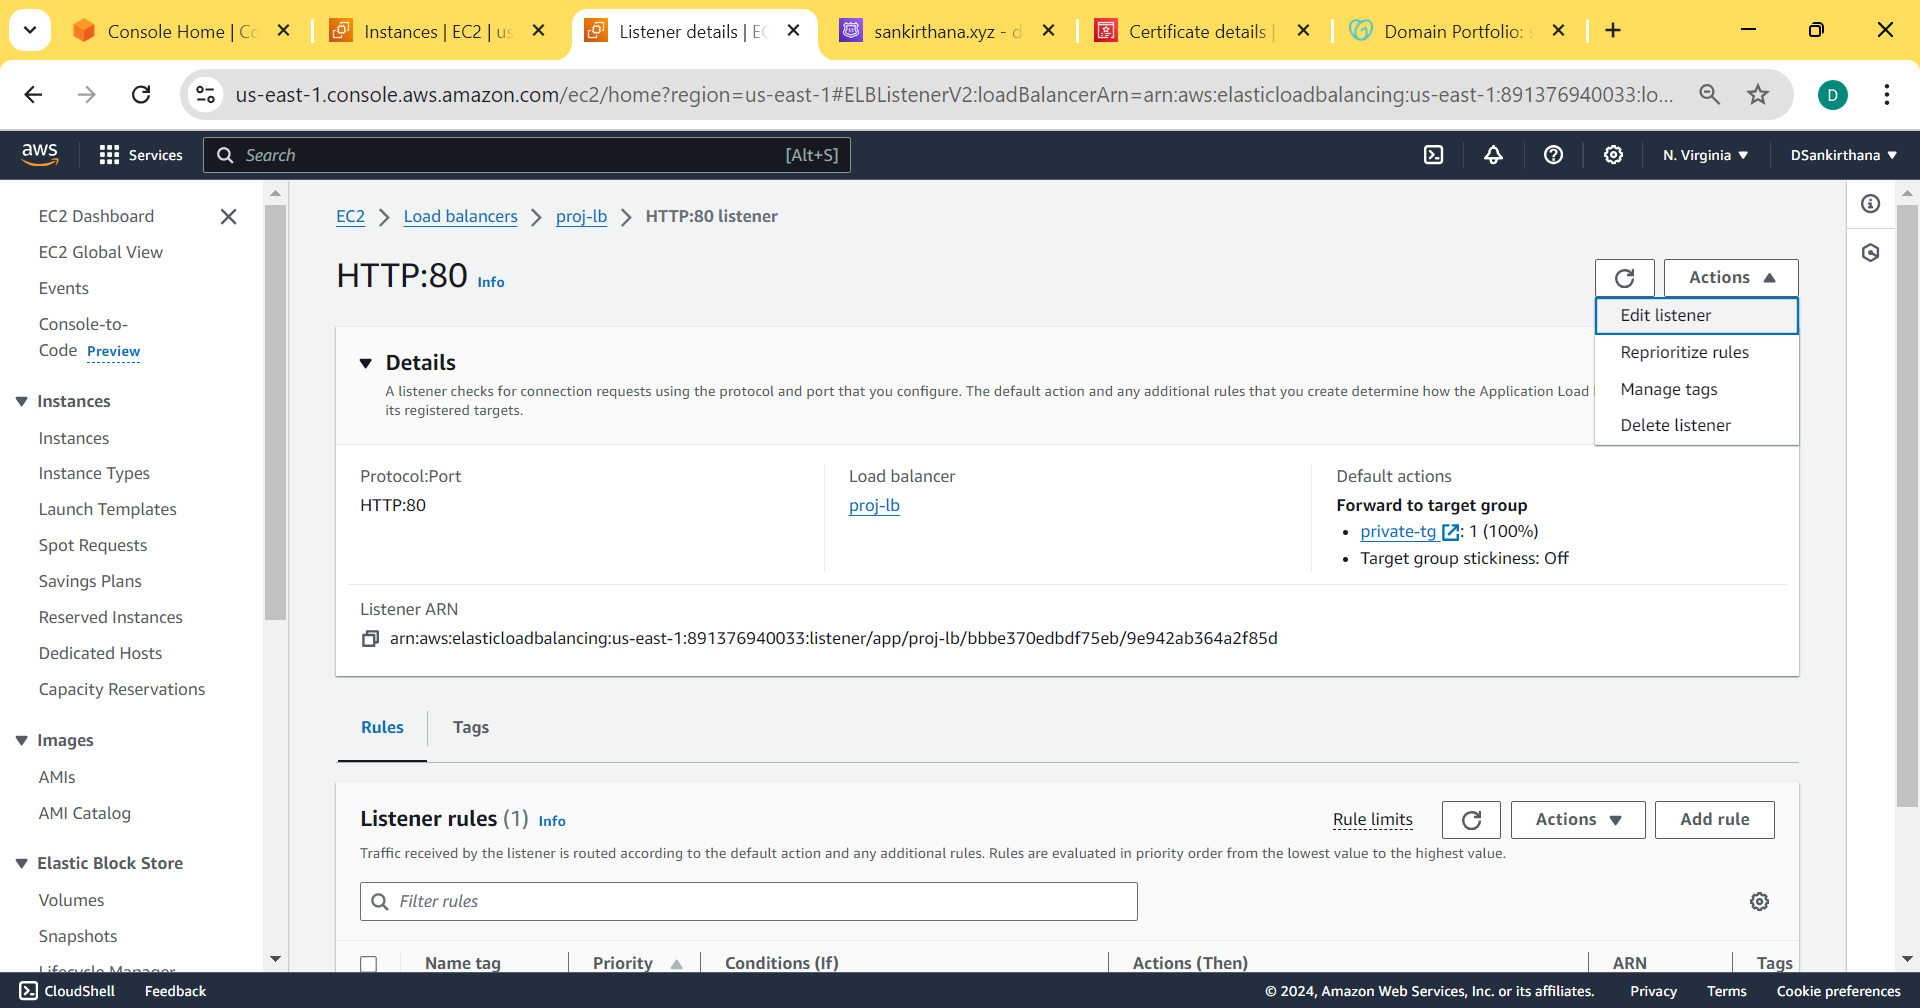 Console Home | Co
Instances | EC2 | us
Listener details | EC
sankirthana.xyz - d
Certificate details |
Domain Portfolio: s
us-east-1.console.aws.amazon.com/ec2/home?region=us-east-1#ELBListenerV2:loadBalancerArn=arn:aws:elasticloadbalancing:us-east-1:891376940033:lo...
D
aws
Services
Search
[Alt+S]
N. Virginia
DSankirthana
EC2 Dashboard
EC2 Global View
Events
Console-to-
Code Preview
Instances
Instances
Instance Types
Launch Templates
Spot Requests
Savings Plans
Reserved Instances
Dedicated Hosts
Capacity Reservations
Images
AMIs
AMI Catalog
Elastic Block Store
Volumes
Snapshots
Lifecycle Manager
EC2
Load balancers
proj-lb
HTTP:80 listener
HTTP:80 Info
Actions
Edit listener
Reprioritize rules
Manage tags
Delete listener
Details
A listener checks for connection requests using the protocol and port that you configure. The default action and any additional rules that you create determine how the Application Load
its registered targets.
Protocol:Port
HTTP:80
Load balancer
proj-lb
Default actions
Forward to target group
• private-tg : 1 (100%)
• Target group stickiness: Off
Listener ARN
arn:aws:elasticloadbalancing:us-east-1:891376940033:listener/app/proj-lb/bbbe370edbdf75eb/9e942ab364a2f85d
Rules
Tags
Listener rules (1) Info
Rule limits
Actions
Add rule
Traffic received by the listener is routed according to the default action and any additional rules. Rules are evaluated in priority order from the lowest value to the highest value.
Filter rules
Name tag
Priority
Conditions (If)
Actions (Then)
ARN
Tags
CloudShell
Feedback
© 2024, Amazon Web Services, Inc. or its affiliates.
Privacy
Terms
Cookie preferences